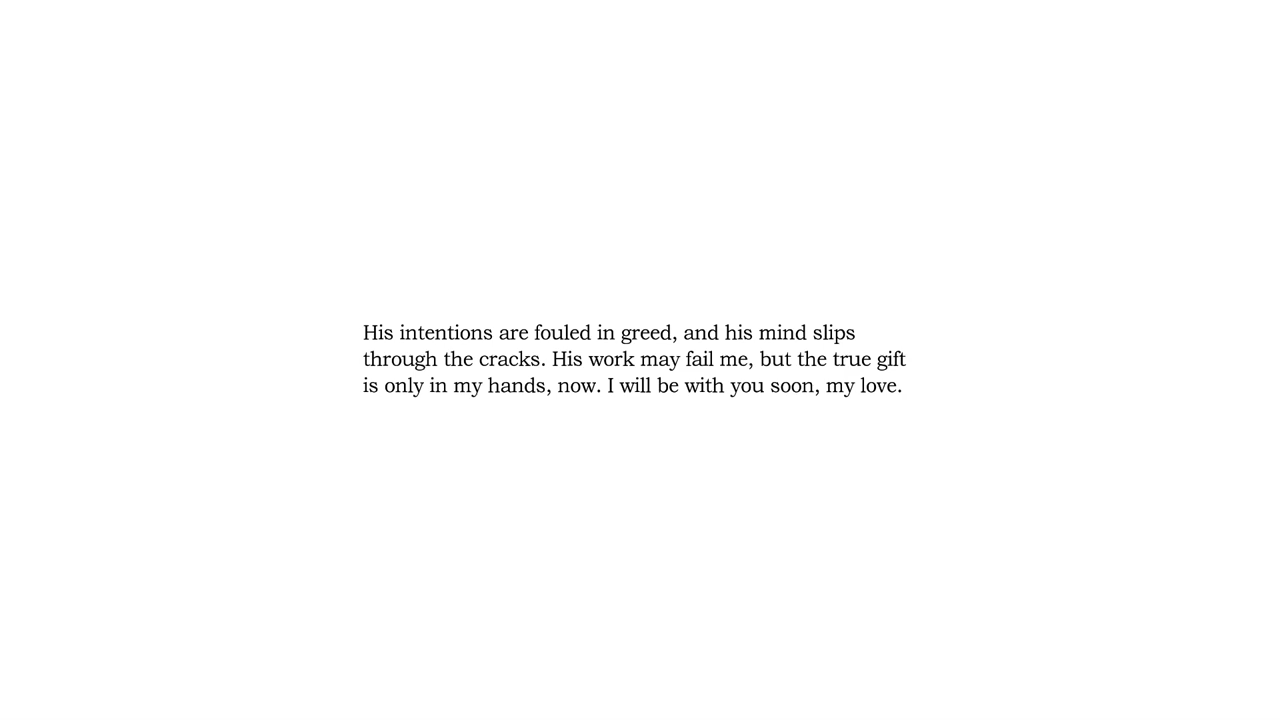 His intentions are fouled in greed, and his mind slips
through the cracks. His work may fail me, but the true gift
is only in my hands, now. I will be with you soon, my love.